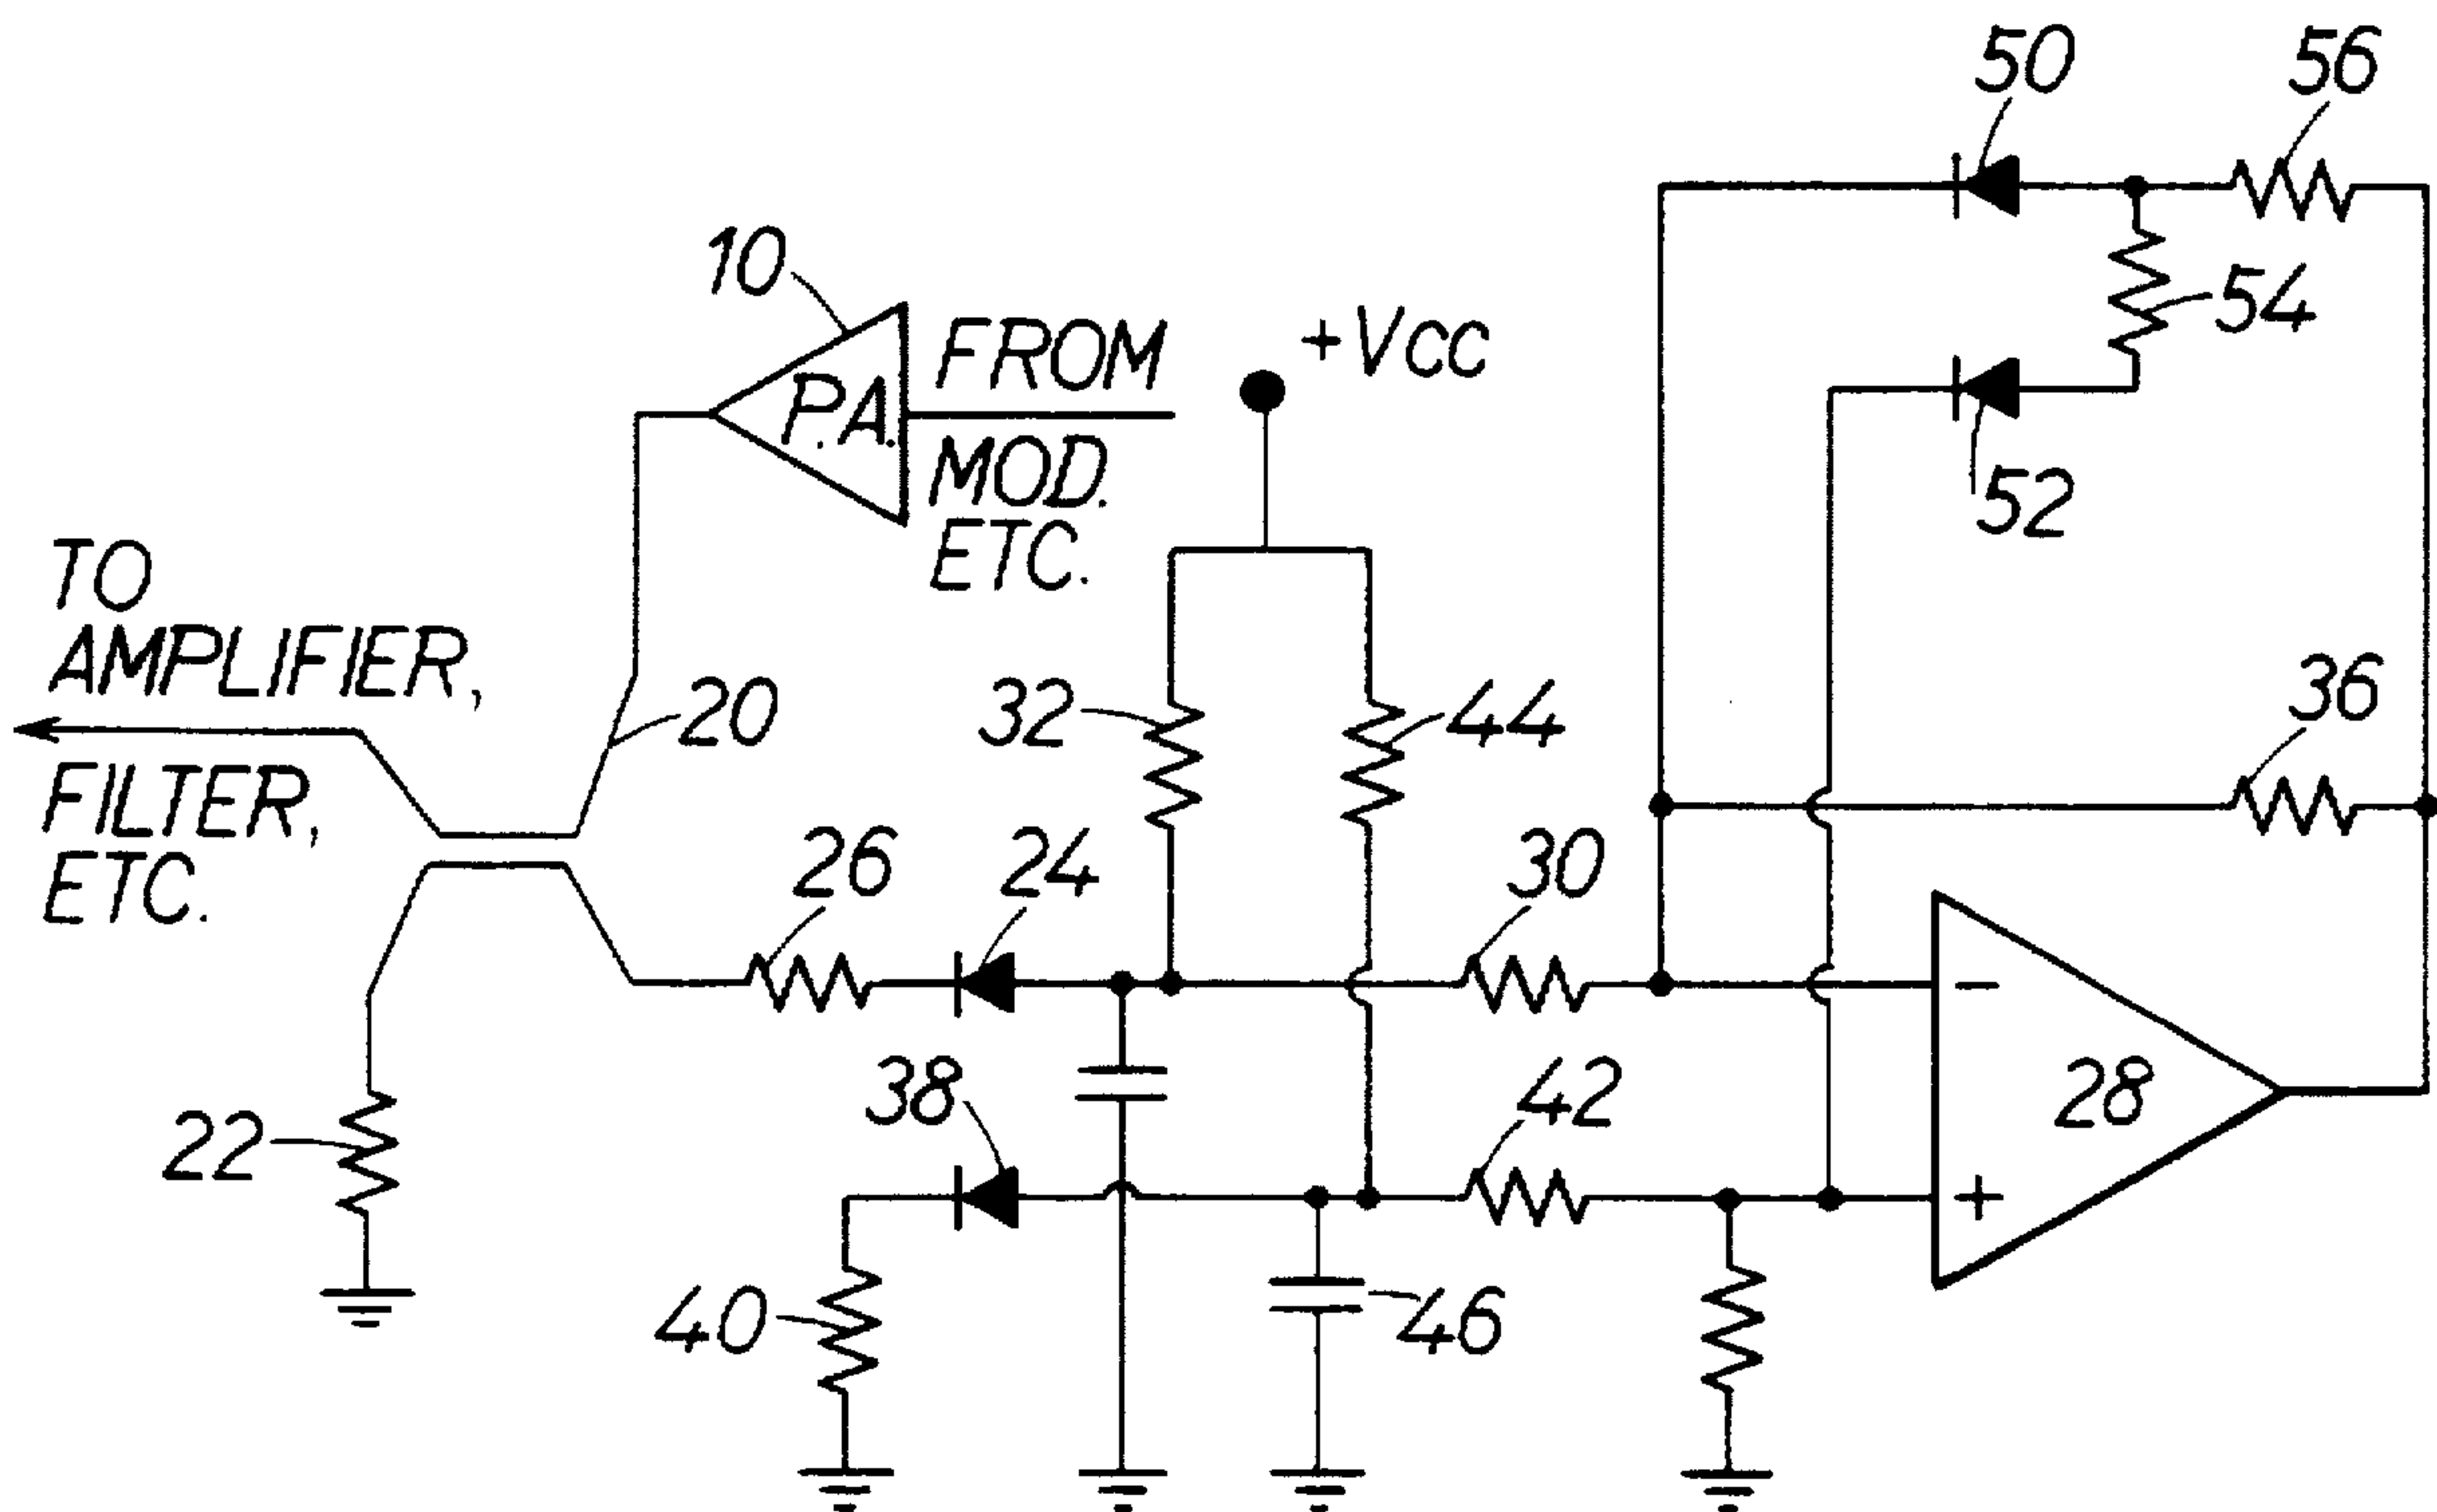 50
56
10
FROM
+VCC
54
P.A.
MOD.
ETC.
52
TO
AMPLIFIER,
20
32
44
36
FILTER,
ETC.
26
24
30
-
38
42
28
22
+
40
46